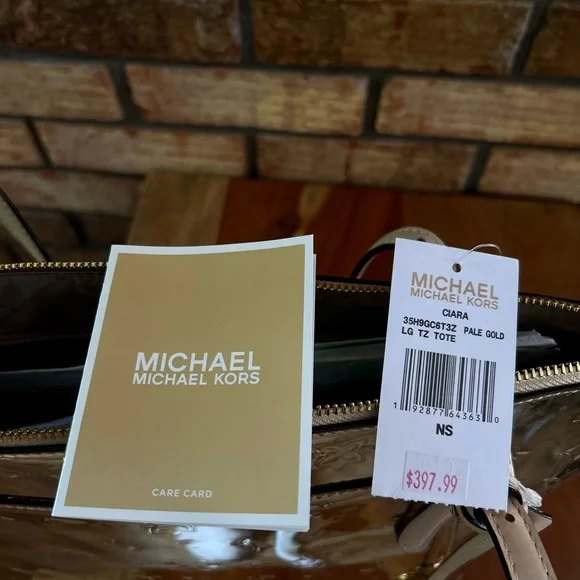 MICHAEL
MICHAEL KORS
CARE CARD
MICHAEL
MICHAEL KORS
CIARA
35H9GC6T3Z PALE GOLD
LG TZ TOTE
1 92877 64363 0
NS
$397.99